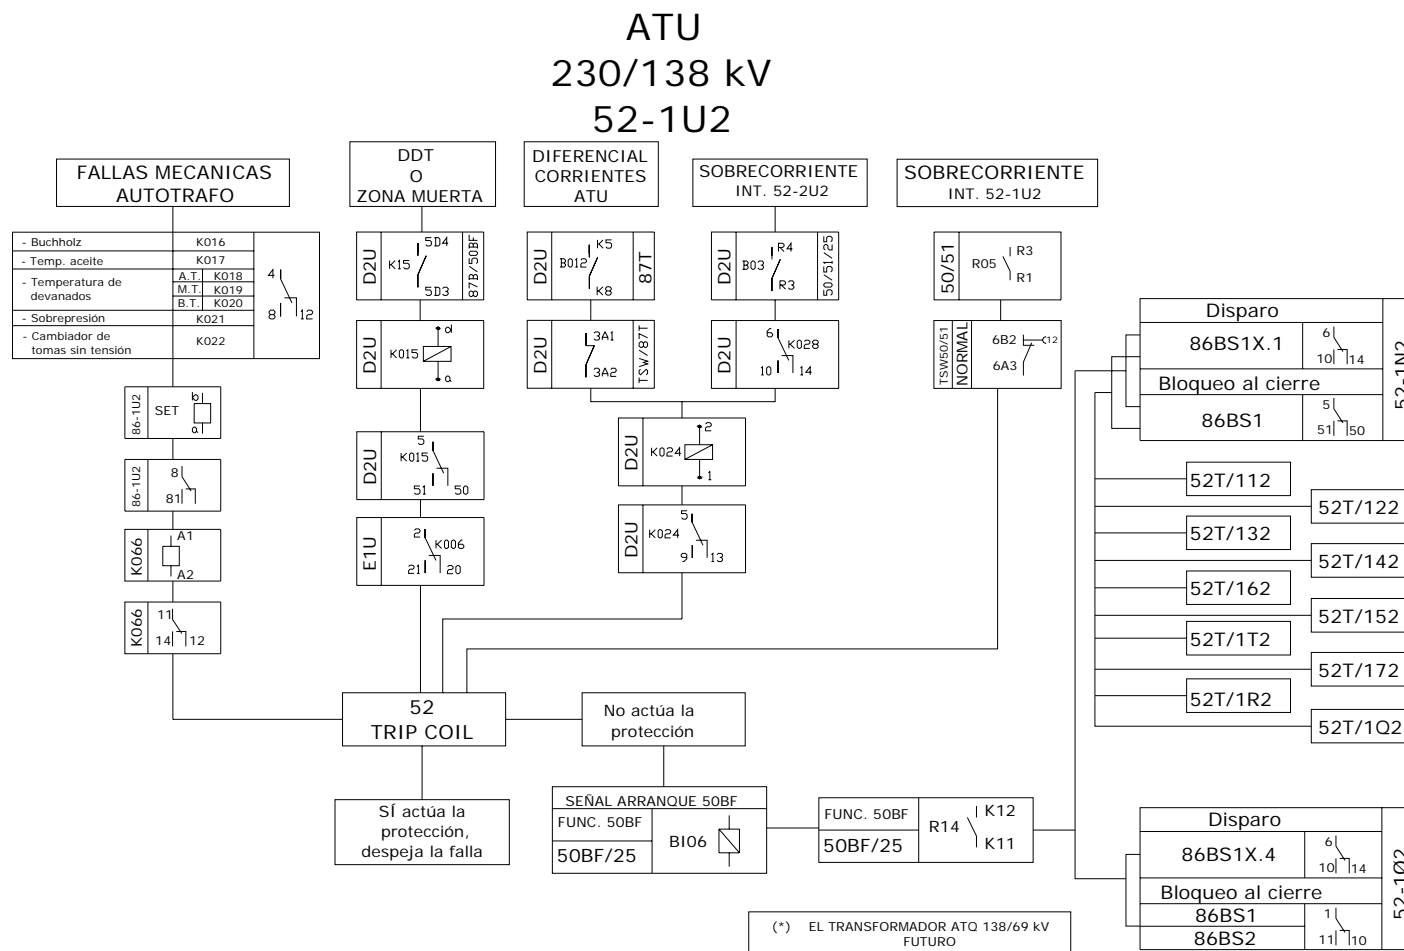 ATU
230/138 kV
52-1U2
FALLAS MECANICAS
AUTOTRAFO
DDT
O
ZONA MUERTA
DIFERENCIAL
CORRIENTES
ATU
SOBRECORRIENTE
INT. 52-2U2
SOBRECORRIENTE
INT. 52-1U2
- Buchholz K016
- Temp. aceite K017
- Temperatura de
devanados
A.T. K018
M.T. K019
B.T. K020
- Sobrepresión K021
- Cambiador de
tomas sin tensión
K022
4
8 12
86-1U2 SET b
a
86-1U2 8
81
K066 A1
A2
K066 11
14 12
D2U K15 5D4
5D3
87B/50BF
D2U K015 d
a
D2U 5
K015
51 50
E1U 2
K006
21 20
D2U B012 K5
K8
87T
D2U 3A1
3A2
TSW/87T
D2U B03 R4
R3
50/51/25
D2U 6
K028
10 14
D2U K024 2
1
D2U 5
K024
9 13
50/51 R05 R3
R1
TSW50/51
NORMAL
6B2 12
6A3
52
TRIP COIL
No actúa la
protección
SÍ actúa la
protección,
despeja la falla
SEÑAL ARRANQUE 50BF
FUNC. 50BF
50BF/25
BI06
FUNC. 50BF
50BF/25
R14 K12
K11
Disparo
86BS1X.1 6
10 14
Bloqueo al cierre
86BS1 5
51 50
52-1N2
52T/112
52T/122
52T/132
52T/142
52T/162
52T/152
52T/1T2
52T/172
52T/1R2
52T/1Q2
Disparo
86BS1X.4 6
10 14
Bloqueo al cierre
86BS1
86BS2
1
11 10
52-1Ø2
(*) EL TRANSFORMADOR ATQ 138/69 kV
FUTURO